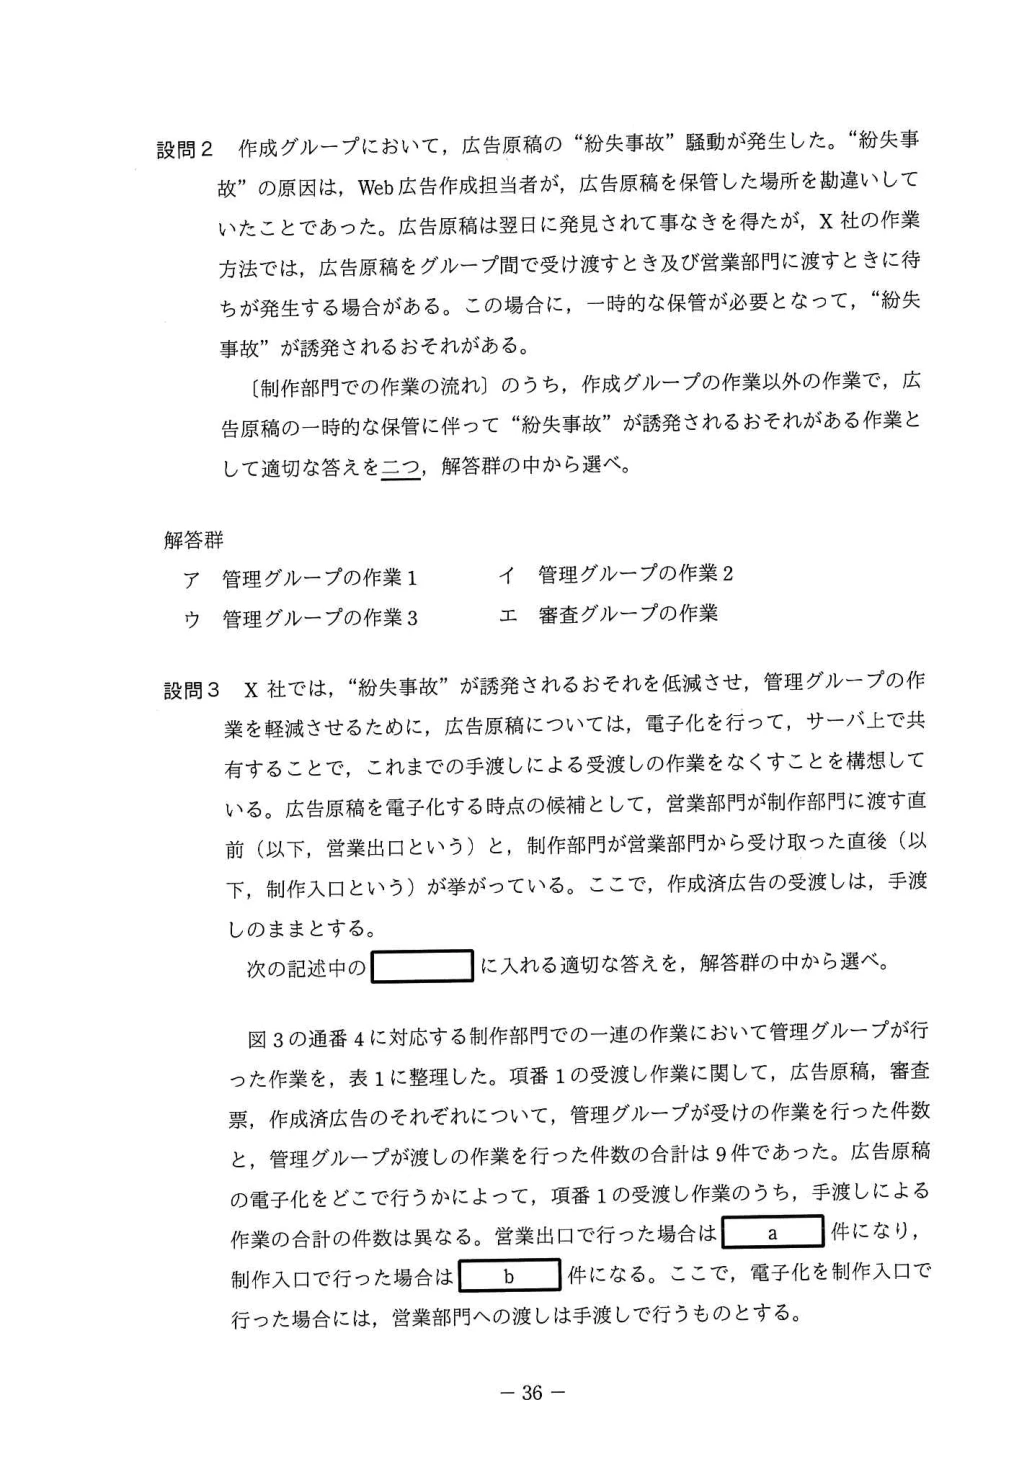 設問2 作成グループにおいて，広告原稿の“紛失事故”騒動が発生した。“紛失事
故”の原因は，Web広告作成担当者が，広告原稿を保管した場所を勘違いして
いたことであった。広告原稿は翌日に発見されて事なきを得たが，X社の作業
方法では，広告原稿をグループ間で受け渡すとき及び営業部門に渡すときに待
ちが発生する場合がある。この場合に，一時的な保管が必要となって，“紛失
事故”が誘発されるおそれがある。
〔制作部門での作業の流れ〕のうち，作成グループの作業以外の作業で，広
告原稿の一時的な保管に伴って“紛失事故”が誘発されるおそれがある作業と
して適切な答えを二つ，解答群の中から選べ。
解答群
ア 管理グループの作業1 イ 管理グループの作業2
ウ 管理グループの作業3 エ 審査グループの作業
設問3 X社では，“紛失事故”が誘発されるおそれを低減させ，管理グループの作
業を軽減させるために，広告原稿については，電子化を行って，サーバ上で共
有することで，これまでの手渡しによる受渡しの作業をなくすことを構想して
いる。広告原稿を電子化する時点の候補として，営業部門が制作部門に渡す直
前（以下，営業出口という）と，制作部門が営業部門から受け取った直後（以
下，制作入口という）が挙がっている。ここで，作成済広告の受渡しは，手渡
しのままとする。
次の記述中の に入れる適切な答えを，解答群の中から選べ。
図3の通番4に対応する制作部門での一連の作業において管理グループが行
った作業を，表1に整理した。項番1の受渡し作業に関して，広告原稿，審査
票，作成済広告のそれぞれについて，管理グループが受けの作業を行った件数
と，管理グループが渡しの作業を行った件数の合計は9件であった。広告原稿
の電子化をどこで行うかによって，項番1の受渡し作業のうち，手渡しによる
作業の合計の件数は異なる。営業出口で行った場合は a 件になり，
制作入口で行った場合は b 件になる。ここで，電子化を制作入口で
行った場合には，営業部門への渡しは手渡しで行うものとする。
－ 36 －